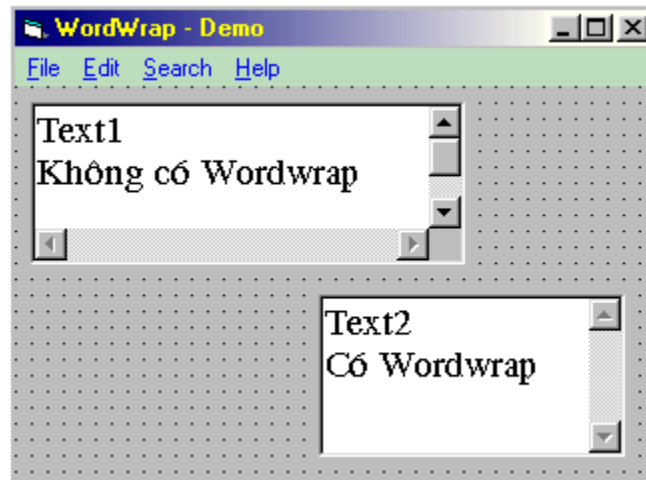 WordWrap - Demo
File Edit Search Help
Text1
Không có Wordwrap
Text2
Có Wordwrap